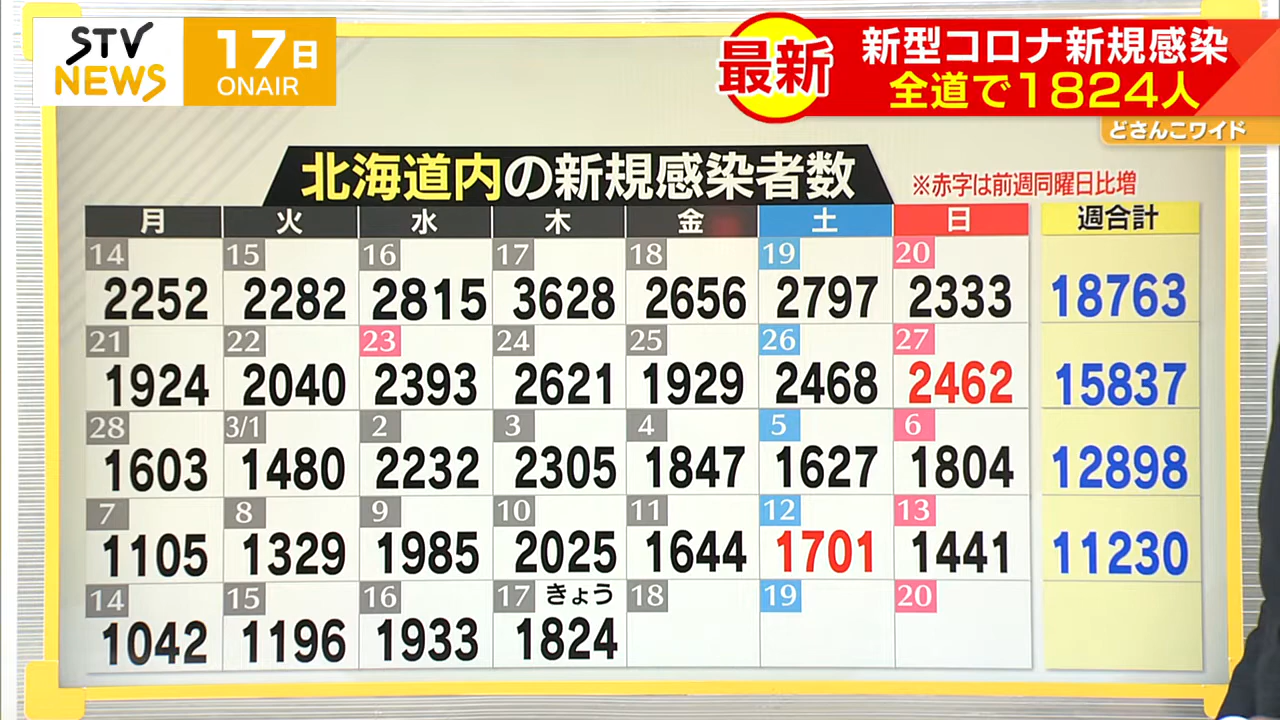 STV NEWS
17日
ONAIR
最新
新型コロナ新規感染
全道で1824人
どさんこワイド
北海道内の新規感染者数
※赤字は前週同曜日比増
月 火 水 木 金 土 日 週合計
14 15 16 17 18 19 20
2252 2282 2815 3628 2656 2797 2333 18763
21 22 23 24 25 26 27
1924 2040 2393 2621 1929 2468 2462 15837
28 3/1 2 3 4 5 6
1603 1480 2232 2305 1847 1627 1804 12898
7 8 9 10 11 12 13
1105 1329 1985 2025 1644 1701 1441 11230
14 15 16 17 きょう 18 19 20
1042 1196 1933 1824